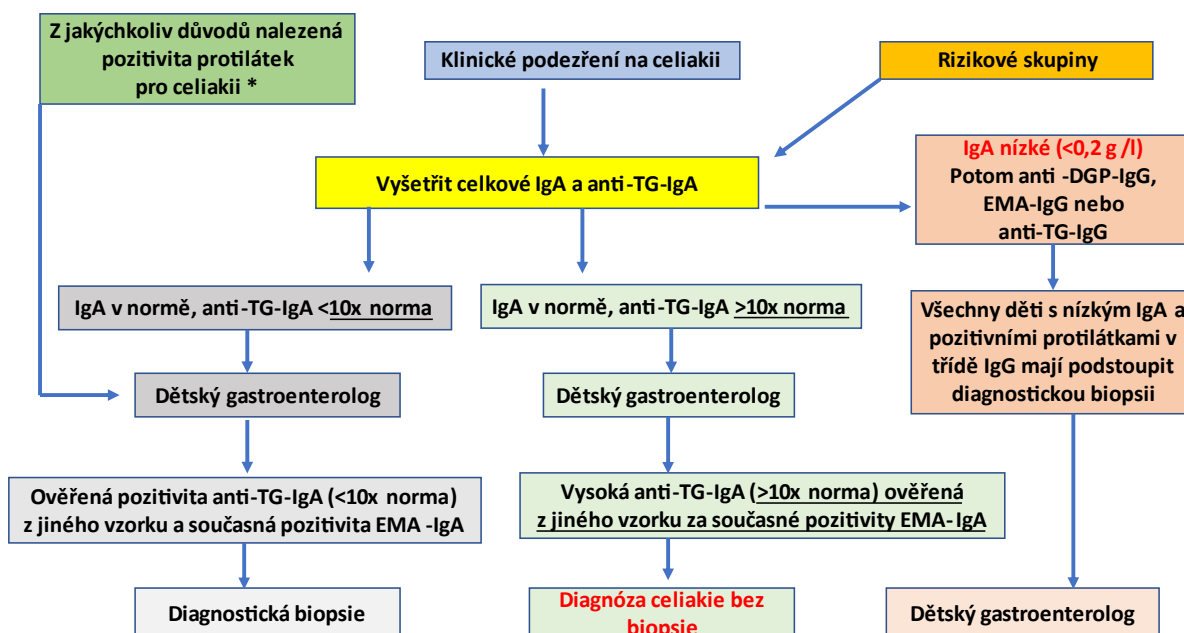 Z jakýchkoliv důvodů nalezená
pozitivita protilátek
pro celiakii *
Klinické podezření na celiakii
Rizikové skupiny
Vyšetřit celkové IgA a anti-TG-IgA
IgA nízké (<0,2 g /l)
Potom anti -DGP-IgG,
EMA-IgG nebo
anti-TG-IgG
IgA v normě, anti-TG-IgA <10x norma
IgA v normě, anti-TG-IgA >10x norma
Všechny děti s nízkým IgA a
pozitivními protilátkami v
třídě IgG mají podstoupit
diagnostickou biopsii
Dětský gastroenterolog
Dětský gastroenterolog
Ověřená pozitivita anti-TG-IgA (<10x norma)
z jiného vzorku a současná pozitivita EMA -IgA
Vysoká anti-TG-IgA (>10x norma) ověřená
z jiného vzorku za současné pozitivity EMA-IgA
Diagnostická biopsie
Diagnóza celiakie bez
biopsie
Dětský gastroenterolog